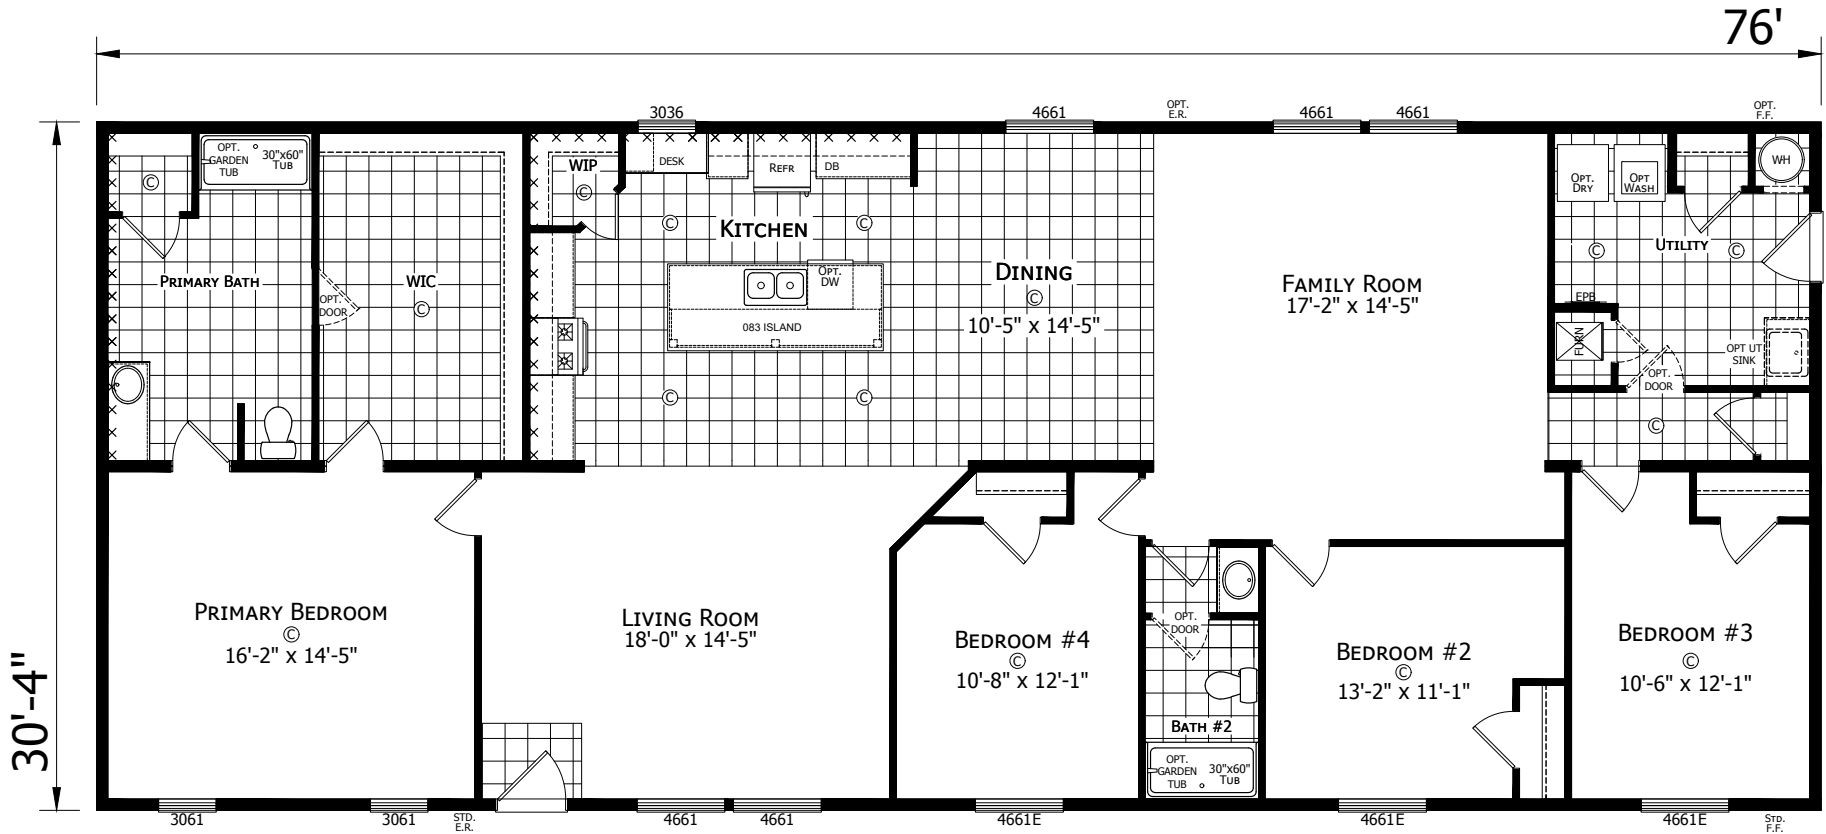 76'
30'-4"
3036
4661
OPT.
E.R.
4661
4661
OPT.
F.F.
OPT.
GARDEN
TUB
30"x60"
TUB
WIP
DESK
REFR
DB
OPT.
DRY
OPT
WASH
WH
C
C
C
C
KITCHEN
UTILITY
C
C
PRIMARY BATH
WIC
C
OPT.
DOOR
OPT.
DW
083 ISLAND
DINING
C
10'-5" x 14'-5"
FAMILY ROOM
17'-2" x 14'-5"
EPB
FURN
OPT UT
SINK
OPT.
DOOR
C
C
C
PRIMARY BEDROOM
C
16'-2" x 14'-5"
LIVING ROOM
18'-0" x 14'-5"
BEDROOM #4
C
10'-8" x 12'-1"
OPT.
DOOR
BATH #2
OPT.
GARDEN
TUB
30"x60"
TUB
BEDROOM #2
C
13'-2" x 11'-1"
BEDROOM #3
C
10'-6" x 12'-1"
3061
3061
STD.
E.R.
4661
4661
4661E
4661E
4661E
STD.
F.F.